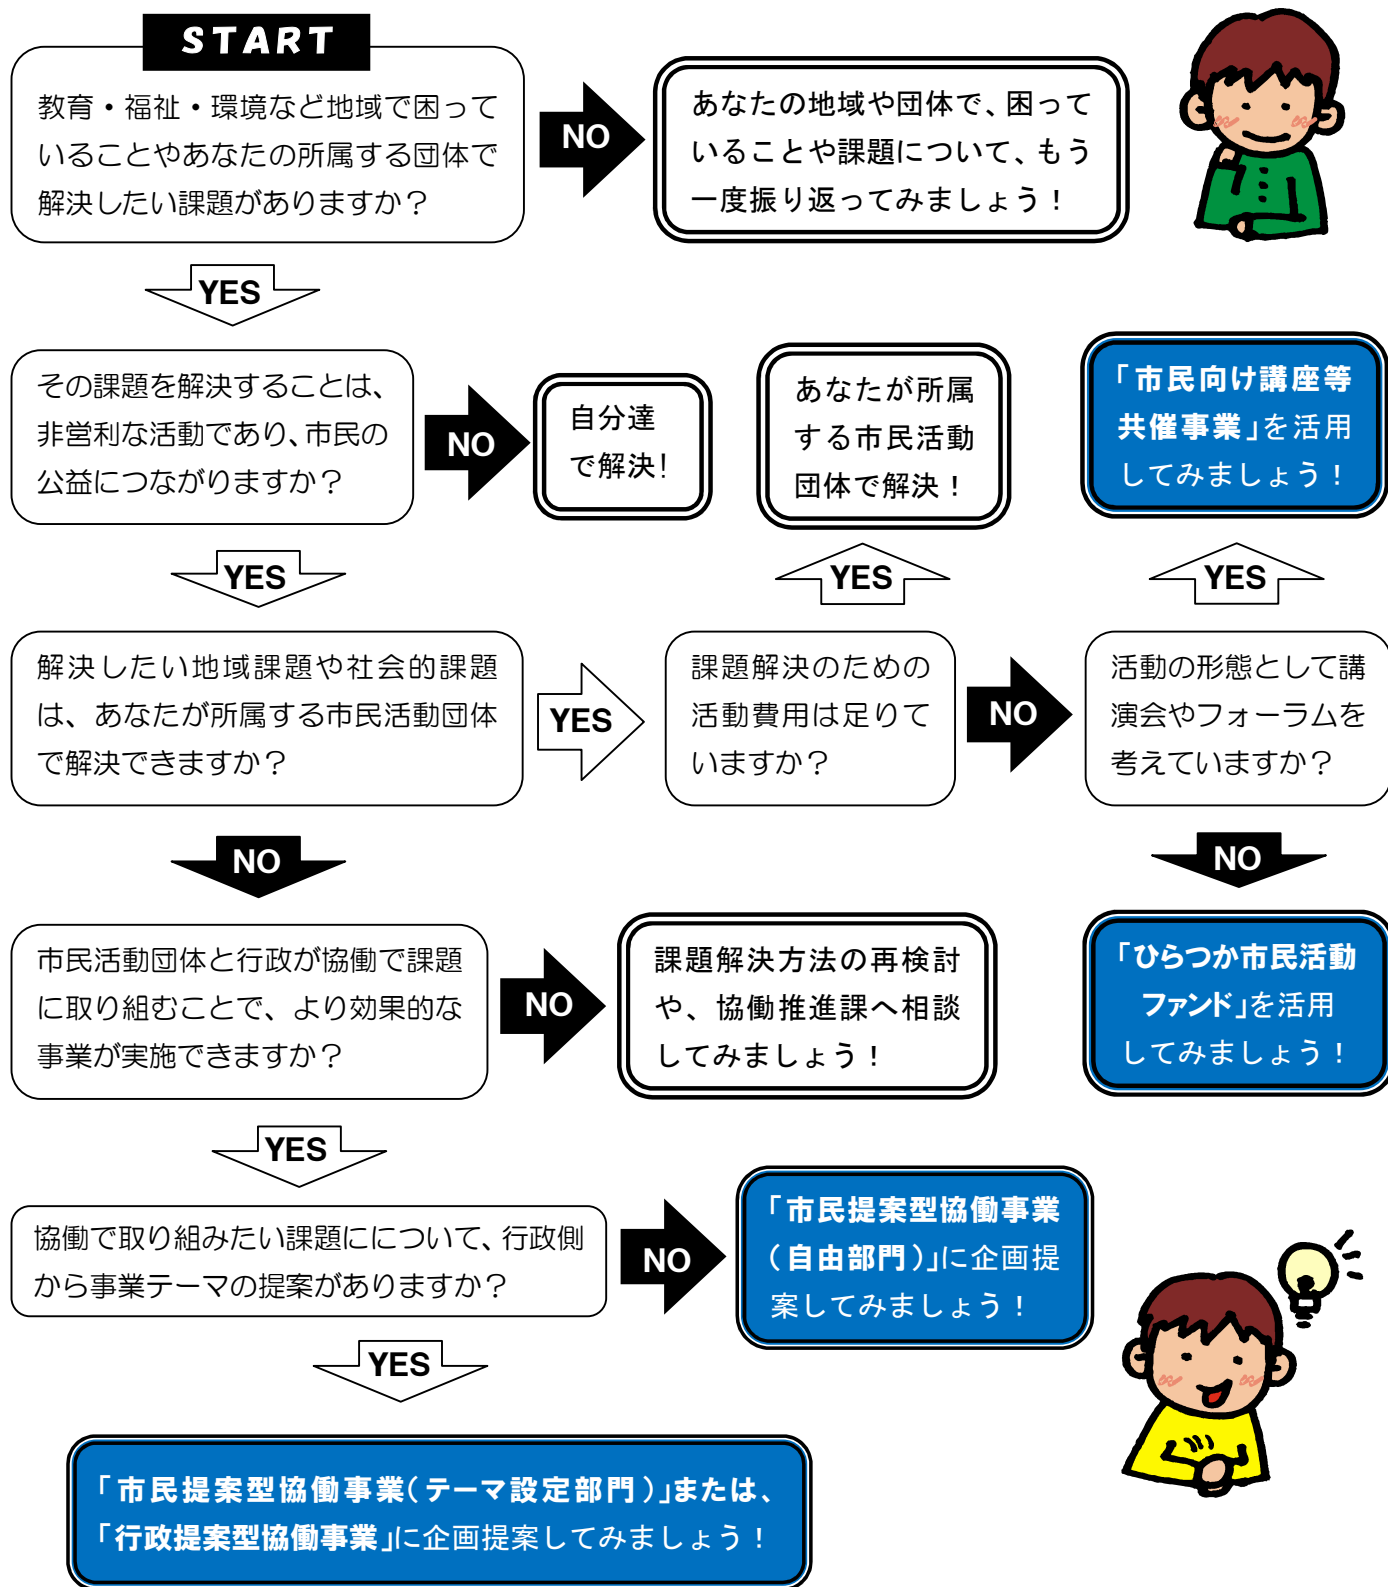 START
教育・福祉・環境など地域で困って
いることやあなたの所属する団体で
解決したい課題がありますか？
NO
あなたの地域や団体で、困って
いることや課題について、もう
一度振り返ってみましょう！
YES
その課題を解決することは、
非営利な活動であり、市民の
公益につながりますか？
NO
自分達
で解決！
あなたが所属
する市民活動
団体で解決！
「市民向け講座等
共催事業」を活用
してみましょう！
YES
YES
YES
解決したい地域課題や社会的課題
は、あなたが所属する市民活動団体
で解決できますか？
YES
課題解決のための
活動費用は足りて
いますか？
NO
活動の形態として講
演会やフォーラムを
考えていますか？
NO
NO
市民活動団体と行政が協働で課題
に取り組むことで、より効果的な
事業が実施できますか？
NO
課題解決方法の再検討
や、協働推進課へ相談
してみましょう！
「ひらつか市民活動
ファンド」を活用
してみましょう！
YES
協働で取り組みたい課題にについて、行政側
から事業テーマの提案がありますか？
NO
「市民提案型協働事業
（自由部門）」に企画提
案してみましょう！
YES
「市民提案型協働事業（テーマ設定部門）」または、
「行政提案型協働事業」に企画提案してみましょう！